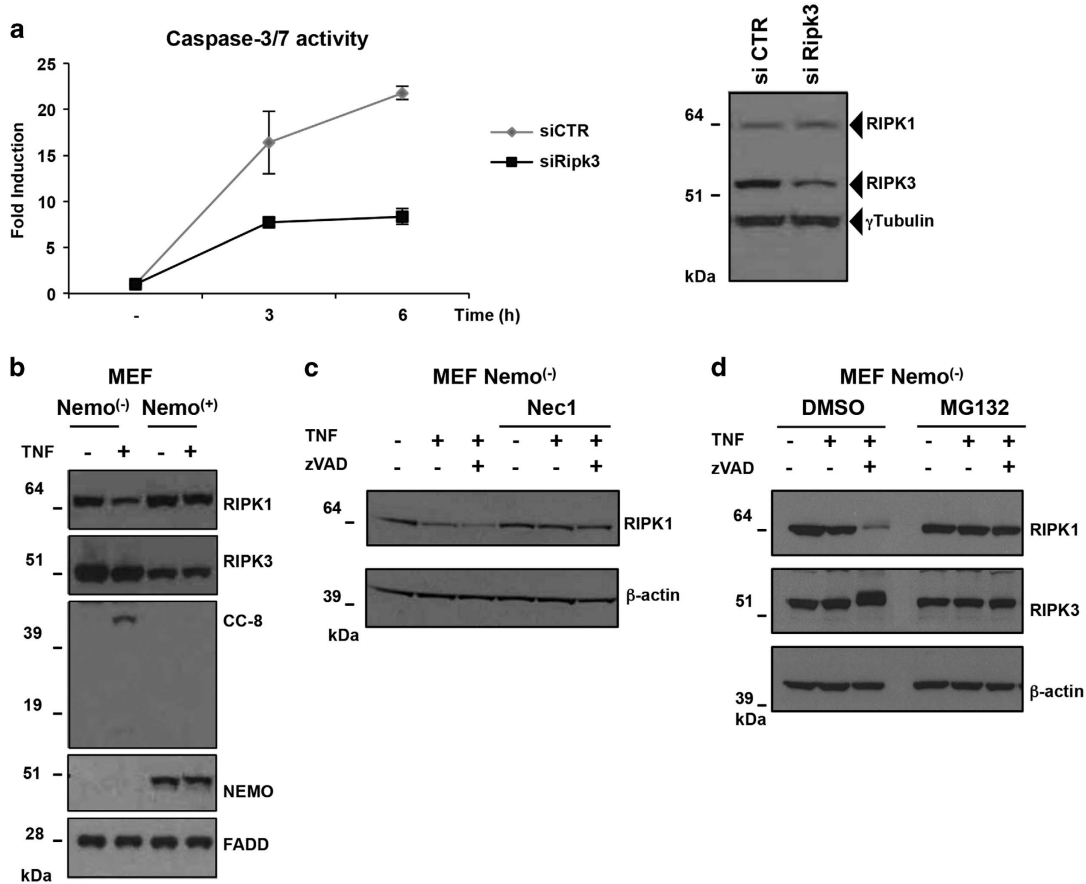 a
Caspase-3/7 activity
Fold Induction
25
20
15
10
5
0
- 3 6 Time (h)
siCTR
siRipk3
si CTR
si Ripk3
64
51
kDa
RIPK1
RIPK3
γTubulin
b
MEF
Nemo(-) Nemo(+)
TNF - + - +
64 RIPK1
51 RIPK3
CC-8
39
19
51 NEMO
28 FADD
kDa
c
MEF Nemo(-)
Nec1
TNF - + + - + +
zVAD - - + - - +
64 RIPK1
39 β-actin
kDa
d
MEF Nemo(-)
DMSO MG132
TNF - + + - + +
zVAD - - + - - +
64 RIPK1
51 RIPK3
39 β-actin
kDa